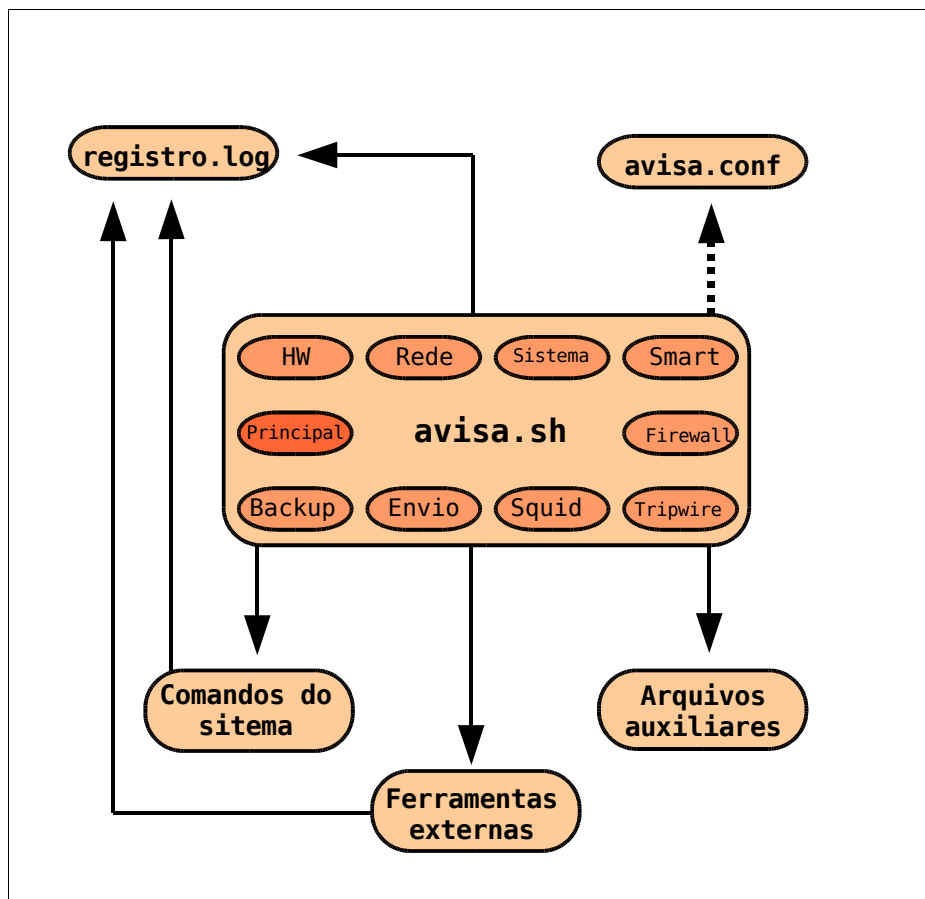 registro.log
avisa.conf
HW
Rede
Sistema
Smart
Principal
avisa.sh
Firewall
Backup
Envio
Squid
Tripwire
Comandos do
sitema
Arquivos
auxiliares
Ferramentas
externas